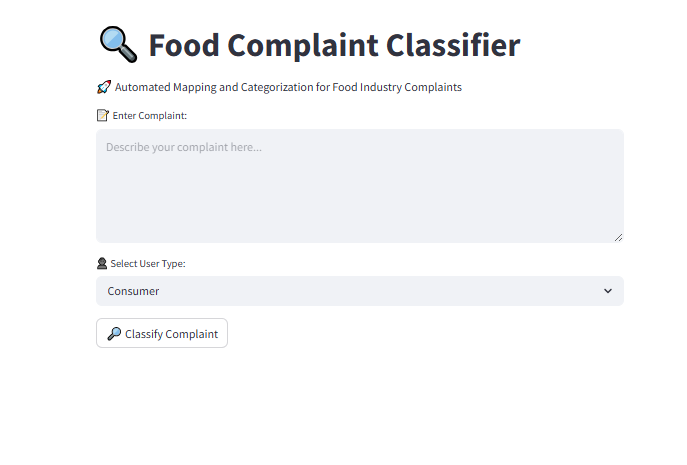 Food Complaint Classifier
Automated Mapping and Categorization for Food Industry Complaints
Enter Complaint:
Describe your complaint here...
Select User Type:
Consumer
Classify Complaint